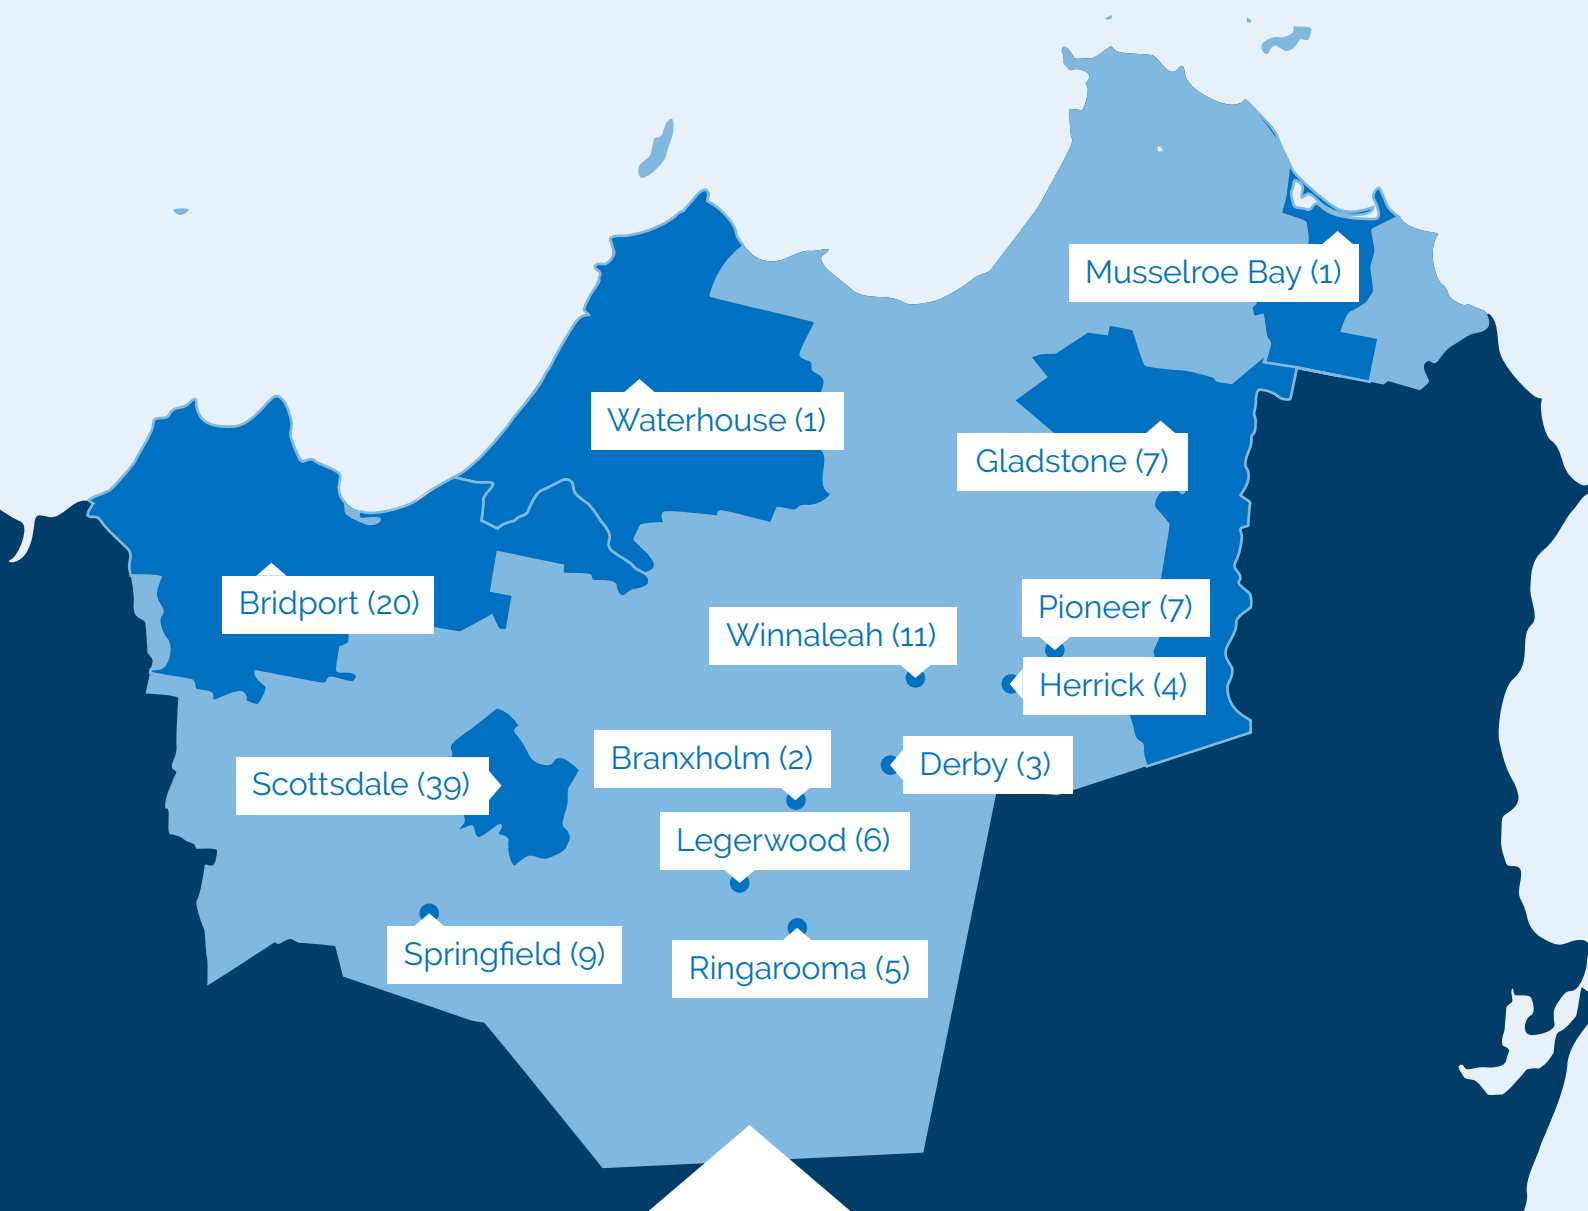 Musselroe Bay (1)
Waterhouse (1)
Gladstone (7)
Bridport (20)
Pioneer (7)
Winnaleah (11)
Herrick (4)
Branxholm (2)
Derby (3)
Scottsdale (39)
Legerwood (6)
Springfield (9)
Ringarooma (5)